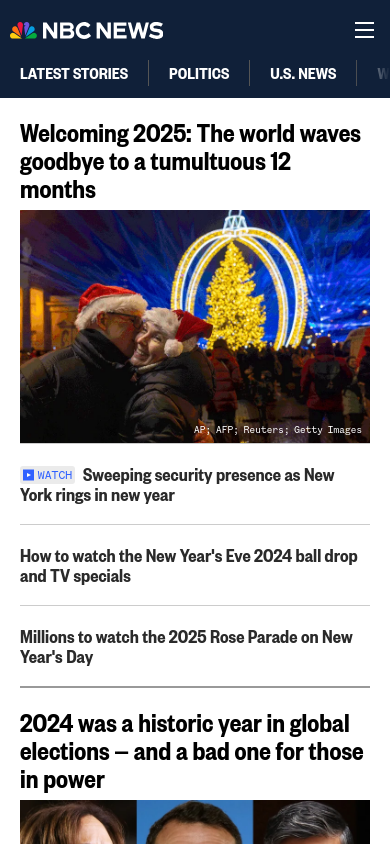 NBC NEWS
LATEST STORIES
POLITICS
U.S. NEWS
Welcoming 2025: The world waves
goodbye to a tumultuous 12
months
AP; AFP; Reuters; Getty Images
WATCH Sweeping security presence as New
York rings in new year
How to watch the New Year's Eve 2024 ball drop
and TV specials
Millions to watch the 2025 Rose Parade on New
Year's Day
2024 was a historic year in global
elections — and a bad one for those
in power